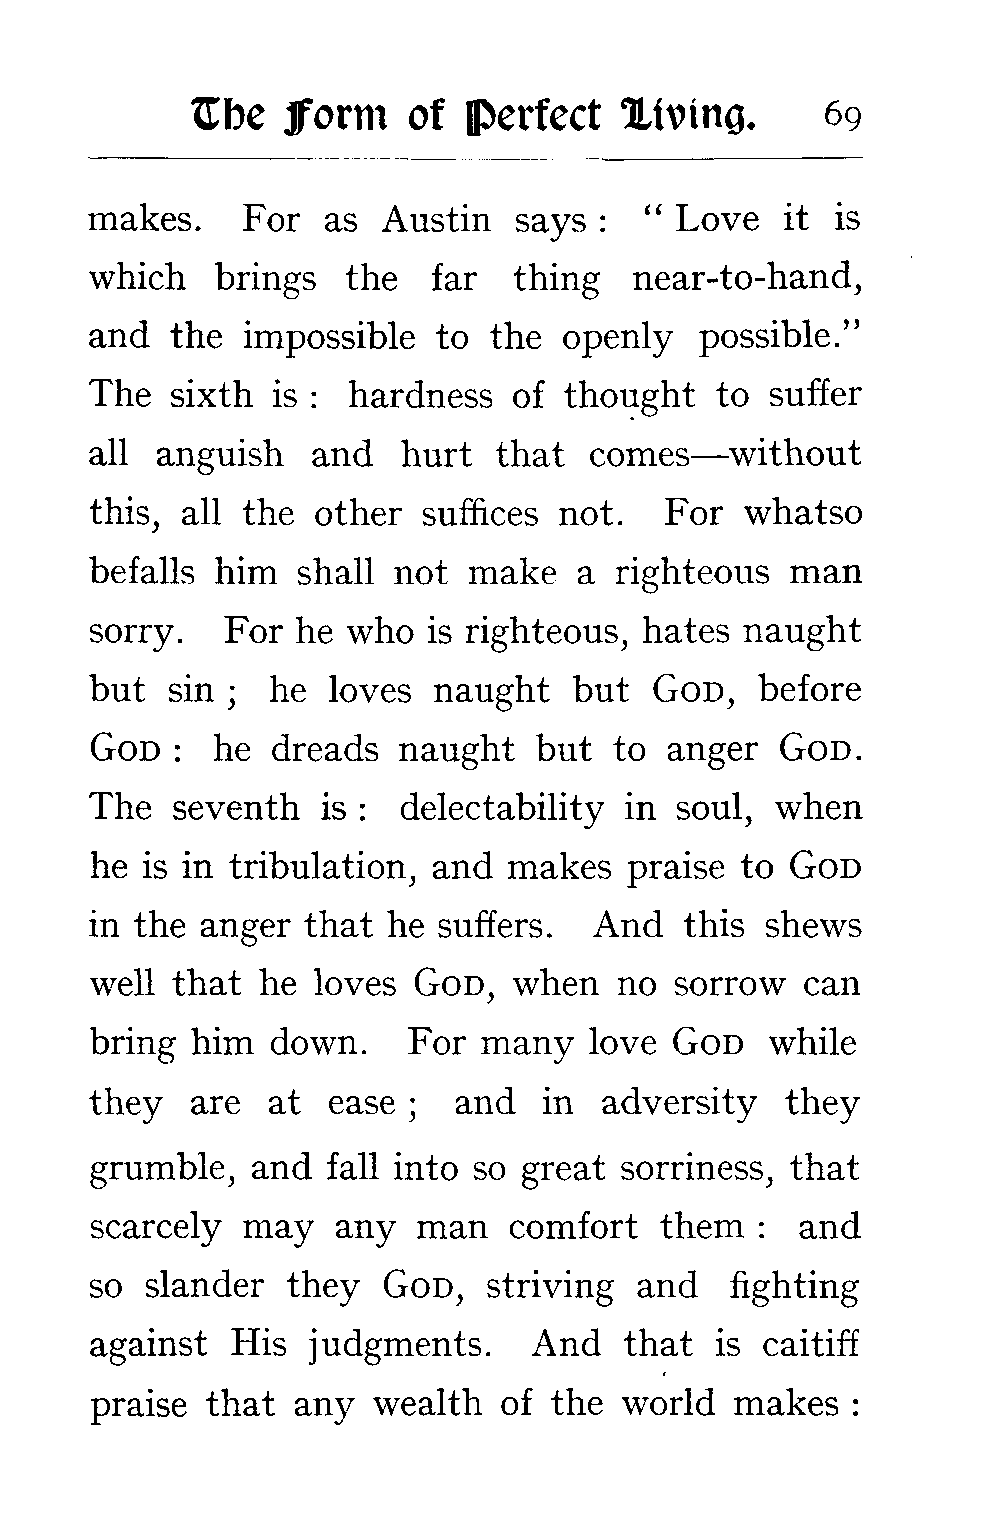 The Form of Perfect Living. 69
makes. For as Austin says : " Love it is
which brings the far thing near-to-hand,
and the impossible to the openly possible."
The sixth is : hardness of thought to suffer
all anguish and hurt that comes—without
this, all the other suffices not. For whatso
befalls him shall not make a righteous man
sorry. For he who is righteous, hates naught
but sin ; he loves naught but GOD, before
GOD : he dreads naught but to anger GOD.
The seventh is : delectability in soul, when
he is in tribulation, and makes praise to GOD
in the anger that he suffers. And this shews
well that he loves GOD, when no sorrow can
bring him down. For many love GOD while
they are at ease ; and in adversity they
grumble, and fall into so great sorriness, that
scarcely may any man comfort them : and
so slander they GOD, striving and fighting
against His judgments. And that is caitiff
praise that any wealth of the world makes :